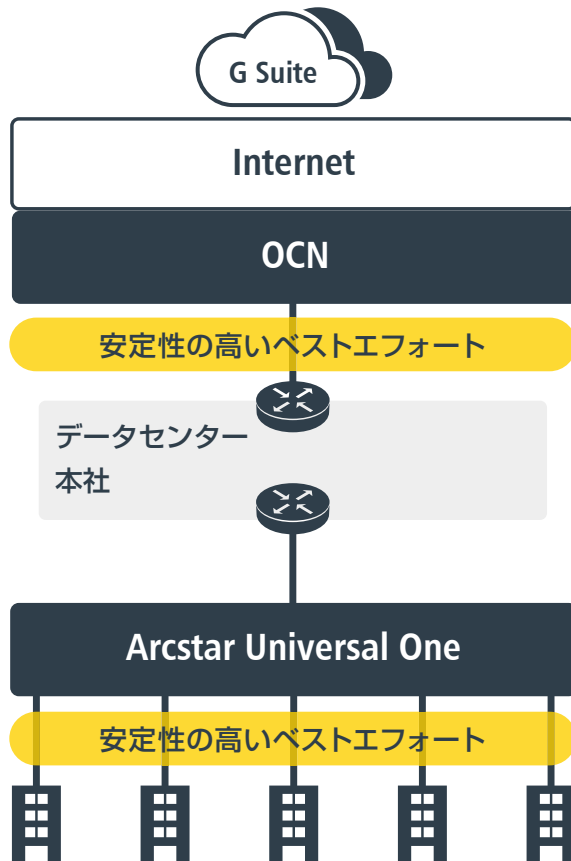 G Suite
Internet
OCN
安定性の高いベストエフォート
データセンター
本社
Arcstar Universal One
安定性の高いベストエフォート